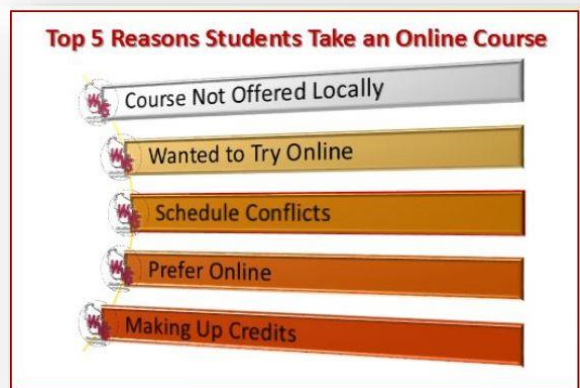 Top 5 Reasons Students Take an Online Course
Course Not Offered Locally
Wanted to Try Online
Schedule Conflicts
Prefer Online
Making Up Credits